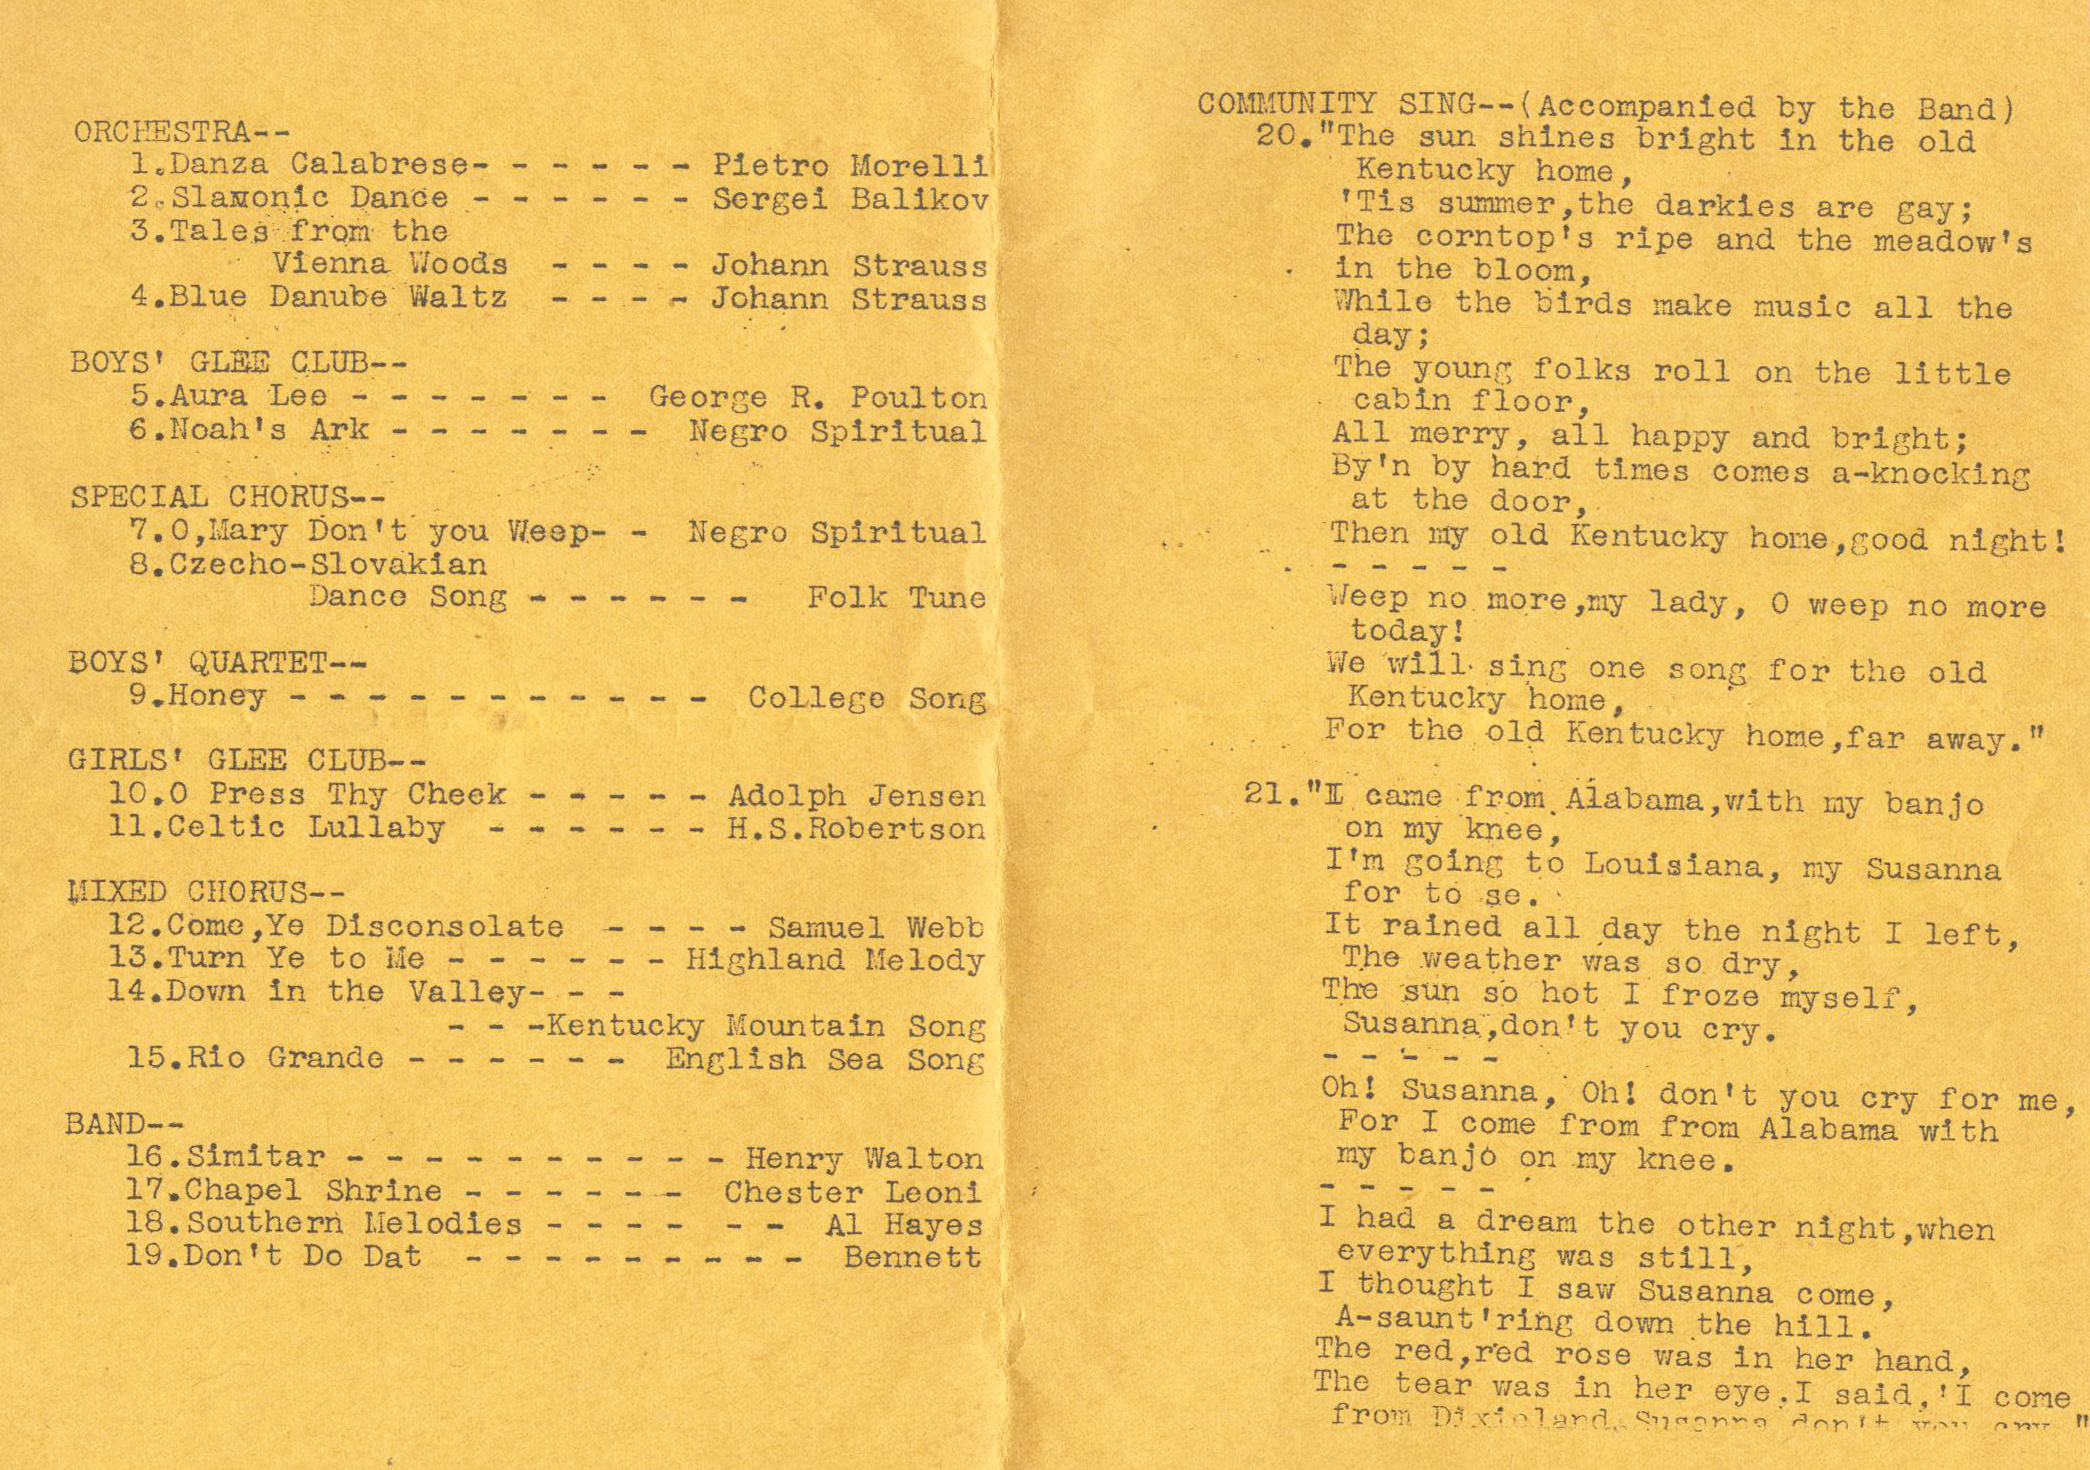 ORCHESTRA--
1.Danza Calabrese- - - - - - Pietro Morelli
2.Slawonic Dance - - - - - - Sergei Balikov
3.Tales from the
Vienna Woods - - - - Johann Strauss
4.Blue Danube Waltz - - - - Johann Strauss
BOYS' GLEE CLUB--
5.Aura Lee - - - - - - - George R. Poulton
6.Noah's Ark - - - - - - - Negro Spiritual
SPECIAL CHORUS--
7.O,Mary Don't you Weep- - Negro Spiritual
8.Czecho-Slovakian
Dance Song - - - - - - Folk Tune
BOYS' QUARTET--
9.Honey - - - - - - - - - - - College Song
GIRLS' GLEE CLUB--
10.O Press Thy Cheek - - - - - Adolph Jensen
11.Celtic Lullaby - - - - - - H.S.Robertson
MIXED CHORUS--
12.Come,Ye Disconsolate - - - - Samuel Webb
13.Turn Ye to Me - - - - - - Highland Melody
14.Down in the Valley- - -
- - -Kentucky Mountain Song
15.Rio Grande - - - - - - English Sea Song
BAND--
16.Simitar - - - - - - - - - - Henry Walton
17.Chapel Shrine - - - - - - Chester Leoni
18.Southern Melodies - - - - - - Al Hayes
19.Don't Do Dat - - - - - - - - - Bennett
COMMUNITY SING--(Accompanied by the Band)
20."The sun shines bright in the old
Kentucky home,
'Tis summer,the darkies are gay;
The corntop's ripe and the meadow's
in the bloom,
While the birds make music all the
day;
The young folks roll on the little
cabin floor,
All merry, all happy and bright;
By'n by hard times comes a-knocking
at the door,
Then my old Kentucky home,good night!
- - - - -
Weep no more,my lady, O weep no more
today!
We will sing one song for the old
Kentucky home,
For the old Kentucky home,far away."
21."I came from Alabama,with my banjo
on my knee,
I'm going to Louisiana, my Susanna
for to se.
It rained all day the night I left,
The weather was so dry,
The sun so hot I froze myself,
Susanna,don't you cry.
- - - - -
Oh! Susanna, Oh! don't you cry for me,
For I come from from Alabama with
my banjo on my knee.
- - - - -
I had a dream the other night,when
everything was still,
I thought I saw Susanna come,
A-saunt'ring down the hill.
The red,red rose was in her hand,
The tear was in her eye.I said,'I come
from Dixieland,Susanna don't you cry."